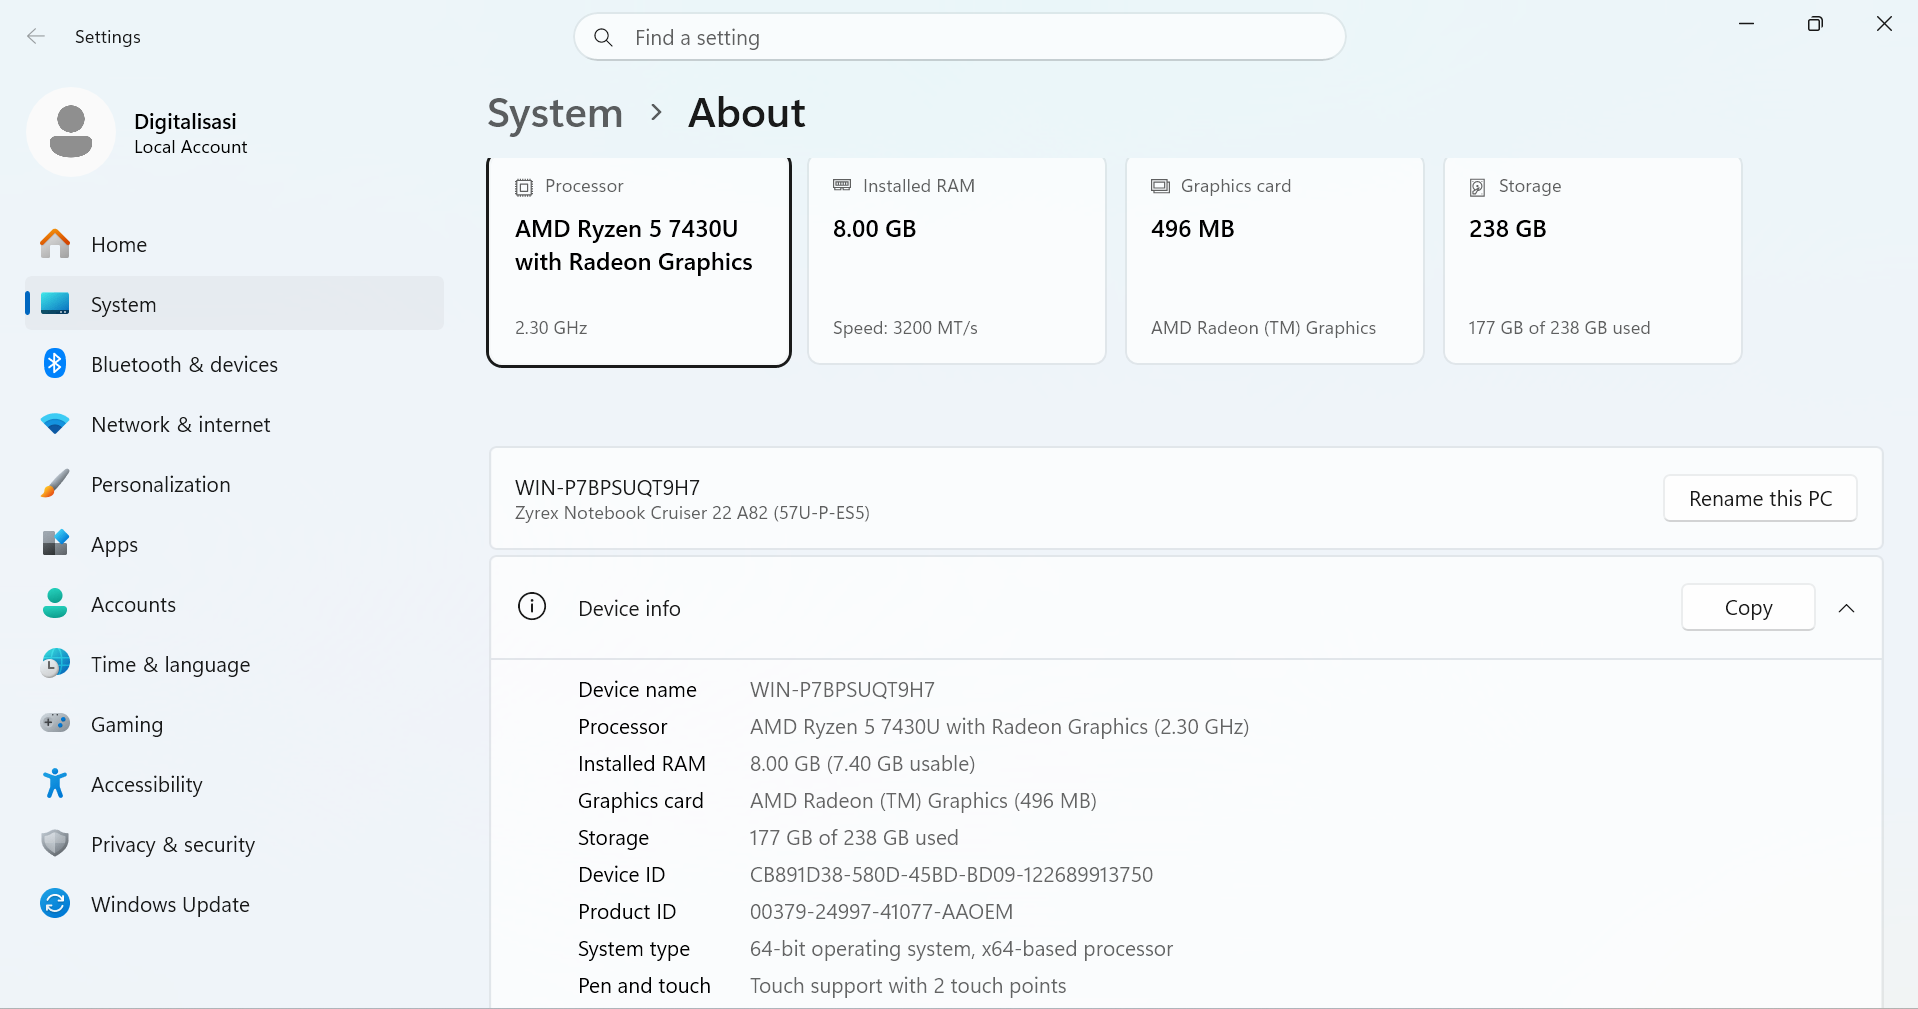 Settings
Find a setting
Digitalisasi
Local Account
Home
System
Bluetooth & devices
Network & internet
Personalization
Apps
Accounts
Time & language
Gaming
Accessibility
Privacy & security
Windows Update
System > About
Processor
AMD Ryzen 5 7430U
with Radeon Graphics
2.30 GHz
Installed RAM
8.00 GB
Speed: 3200 MT/s
Graphics card
496 MB
AMD Radeon (TM) Graphics
Storage
238 GB
177 GB of 238 GB used
WIN-P7BPSUQT9H7
Zyrex Notebook Cruiser 22 A82 (57U-P-ES5)
Rename this PC
Device info
Copy
Device name WIN-P7BPSUQT9H7
Processor AMD Ryzen 5 7430U with Radeon Graphics (2.30 GHz)
Installed RAM 8.00 GB (7.40 GB usable)
Graphics card AMD Radeon (TM) Graphics (496 MB)
Storage 177 GB of 238 GB used
Device ID CB891D38-580D-45BD-BD09-122689913750
Product ID 00379-24997-41077-AAOEM
System type 64-bit operating system, x64-based processor
Pen and touch Touch support with 2 touch points